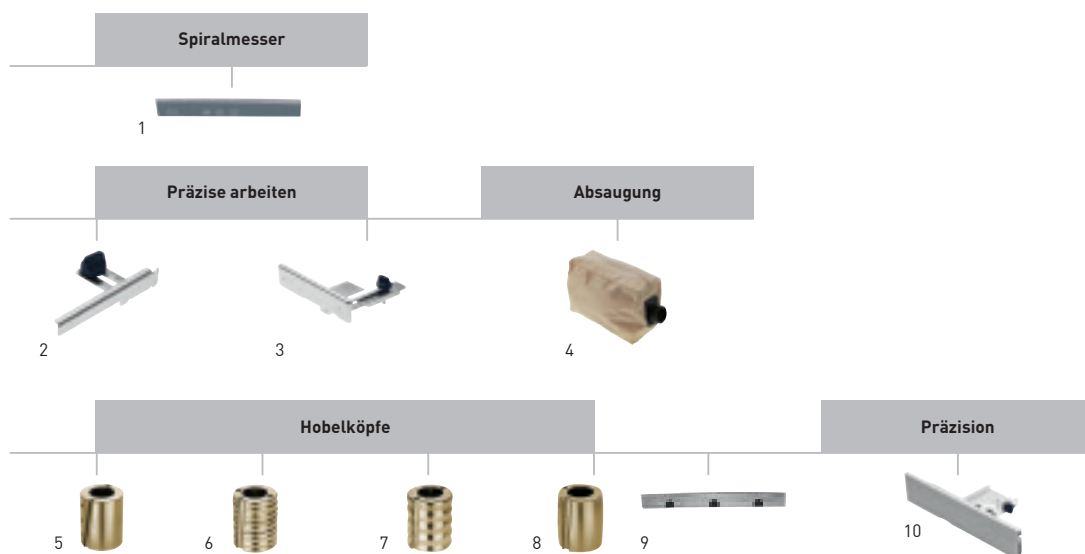 Spiralmesser
1
Präzise arbeiten
Absaugung
2
3
4
Hobelköpfe
Präzision
5
6
7
8
9
10